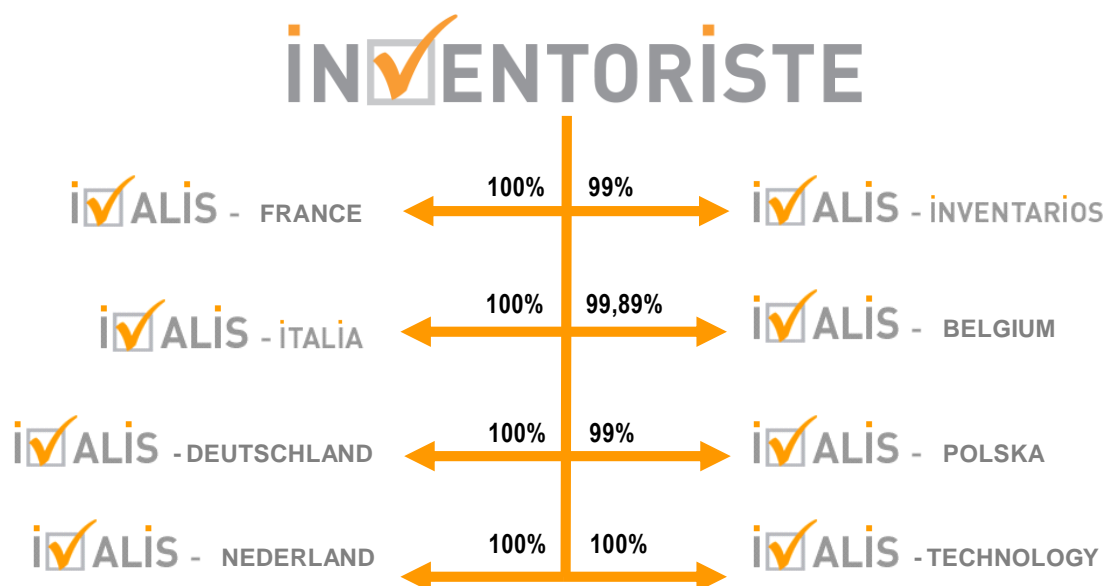 iNVENTORiSTE
100% 99%
iVALiS - FRANCE
iVALiS - iNVENTARiOS
100% 99,89%
iVALiS - iTALiA
iVALiS - BELGIUM
100% 99%
iVALiS - DEUTSCHLAND
iVALiS - POLSKA
100% 100%
iVALiS - NEDERLAND
iVALiS - TECHNOLOGY